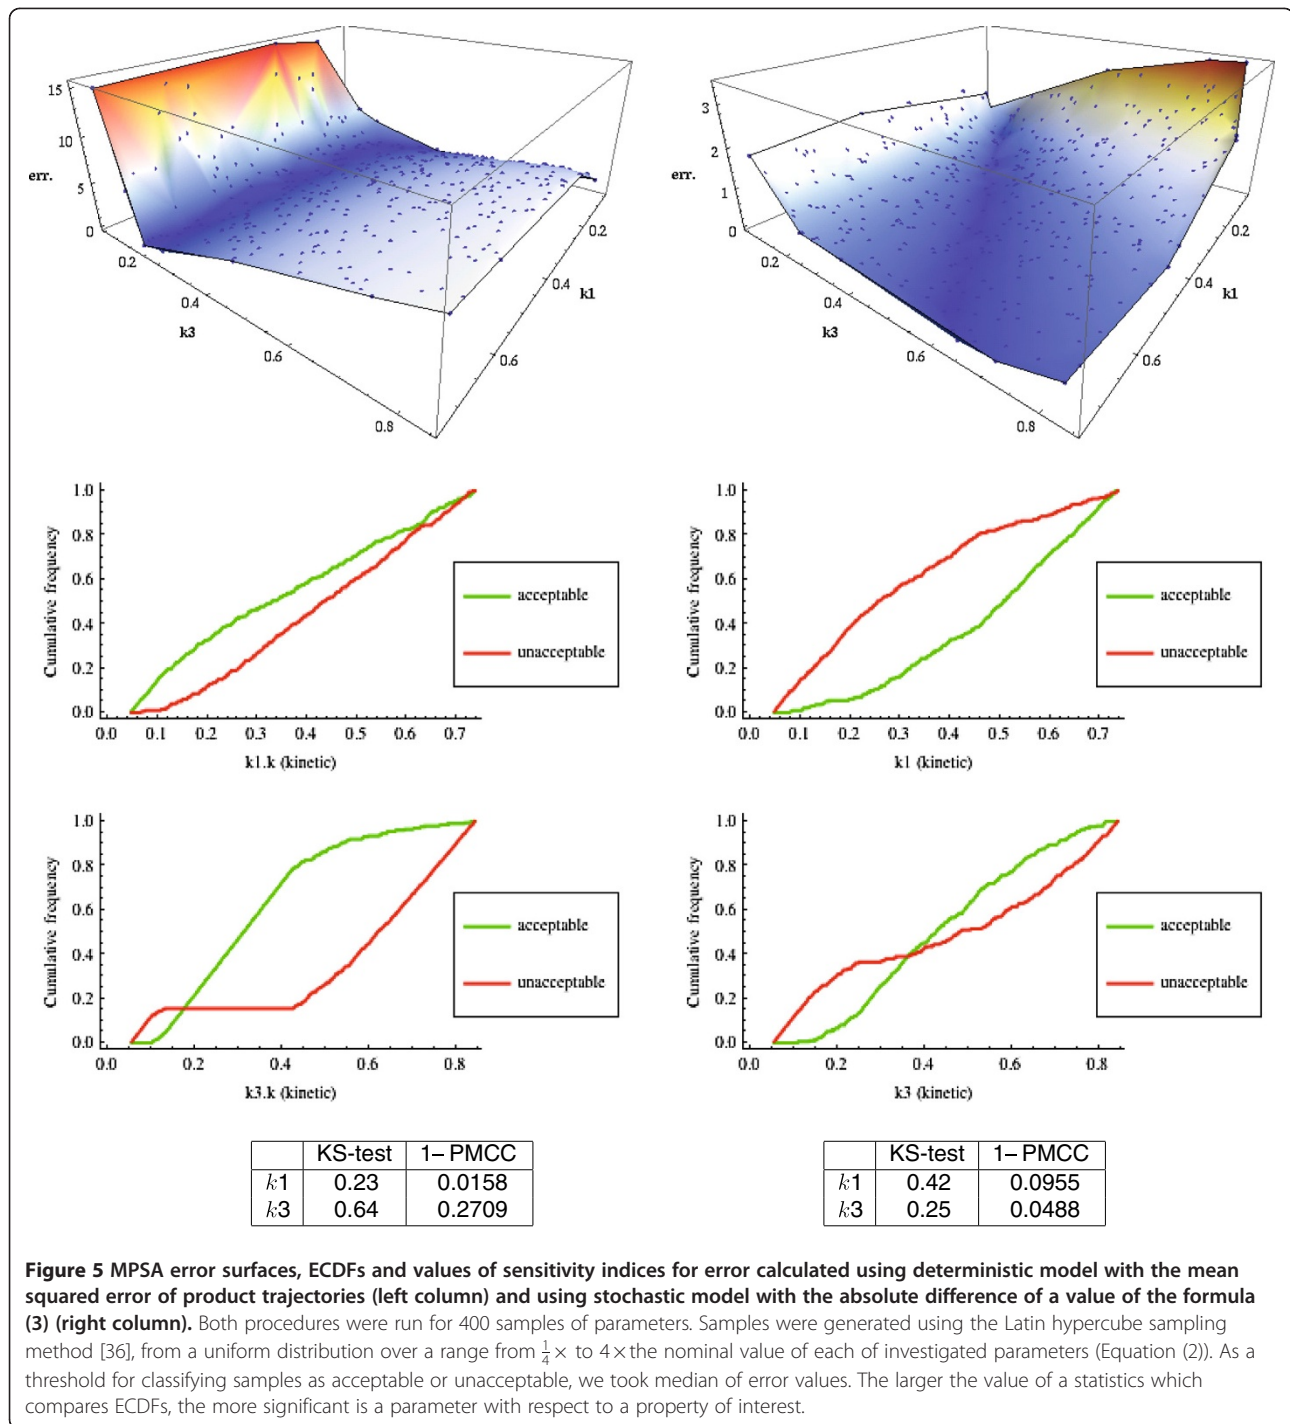 15
10
err.
5
0
0.2
0.4
k3
0.6
0.8
0.2
0.4
k1
0.6
3
2
err.
1
0
0.2
0.4
k3
0.6
0.8
0.2
0.4
k1
0.6
1.0
0.8
0.6
0.4
0.2
0.0
Cumulative frequency
acceptable
unacceptable
0.0 0.1 0.2 0.3 0.4 0.5 0.6 0.7
k1.k (kinetic)
1.0
0.8
0.6
0.4
0.2
0.0
Cumulative frequency
acceptable
unacceptable
0.0 0.1 0.2 0.3 0.4 0.5 0.6 0.7
k1 (kinetic)
1.0
0.8
0.6
0.4
0.2
0.0
Cumulative frequency
acceptable
unacceptable
0.0 0.2 0.4 0.6 0.8
k3.k (kinetic)
1.0
0.8
0.6
0.4
0.2
0.0
Cumulative frequency
acceptable
unacceptable
0.0 0.2 0.4 0.6 0.8
k3 (kinetic)
KS-test 1– PMCC
k1 0.23 0.0158
k3 0.64 0.2709
KS-test 1– PMCC
k1 0.42 0.0955
k3 0.25 0.0488
Figure 5 MPSA error surfaces, ECDFs and values of sensitivity indices for error calculated using deterministic model with the mean
squared error of product trajectories (left column) and using stochastic model with the absolute difference of a value of the formula
(3) (right column). Both procedures were run for 400 samples of parameters. Samples were generated using the Latin hypercube sampling
method [36], from a uniform distribution over a range from 1/4 × to 4 × the nominal value of each of investigated parameters (Equation (2)). As a
threshold for classifying samples as acceptable or unacceptable, we took median of error values. The larger the value of a statistics which
compares ECDFs, the more significant is a parameter with respect to a property of interest.